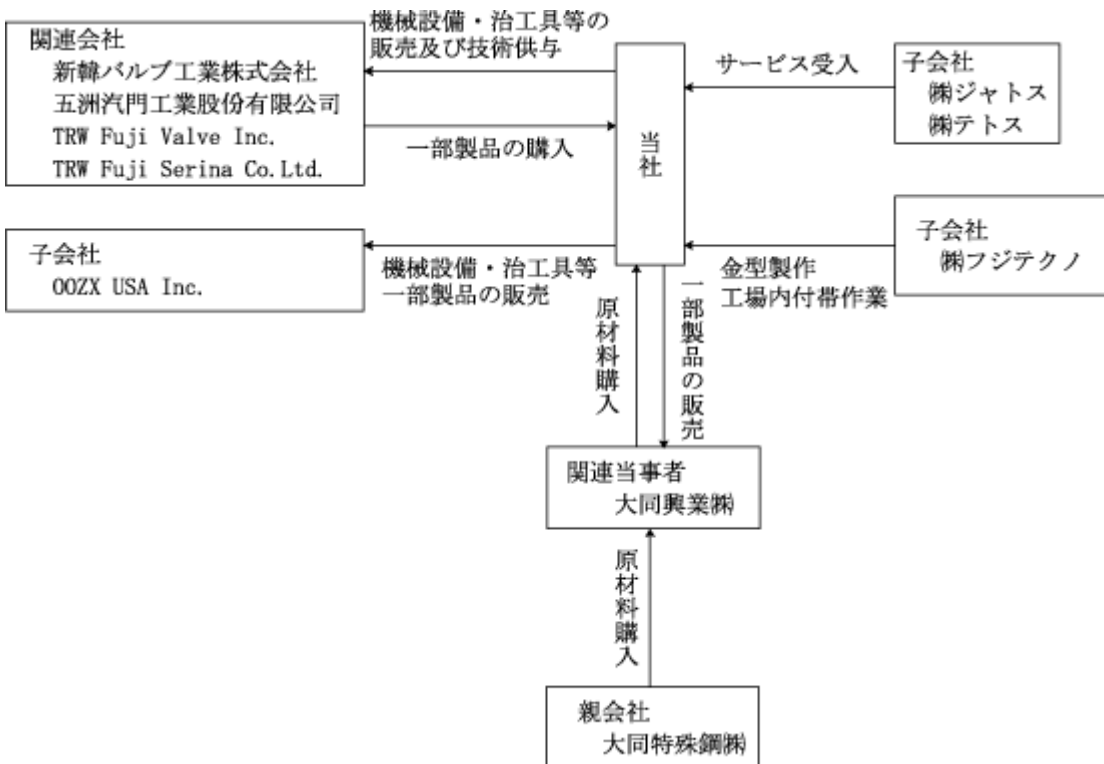 関連会社
新韓バルブ工業株式会社
五洲汽門工業股份有限公司
TRW Fuji Valve Inc.
TRW Fuji Serina Co.Ltd.
機械設備・治工具等の
販売及び技術供与
一部製品の購入
当社
サービス受入
子会社
㈱ジャトス
㈱テトス
子会社
OOZX USA Inc.
機械設備・治工具等
一部製品の販売
金型製作
工場内付帯作業
子会社
㈱フジテクノ
原材料購入
一部製品の販売
関連当事者
大同興業㈱
原材料購入
親会社
大同特殊鋼㈱